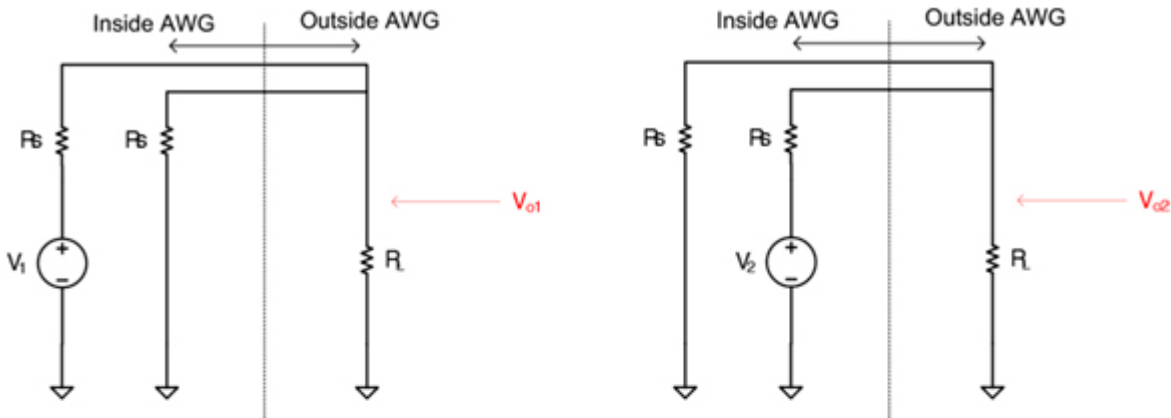 Inside AWG
Outside AWG
Rs
Rs
V1
+
−
RL
Vo1
Inside AWG
Outside AWG
Rs
Rs
V2
+
−
RL
Vo2